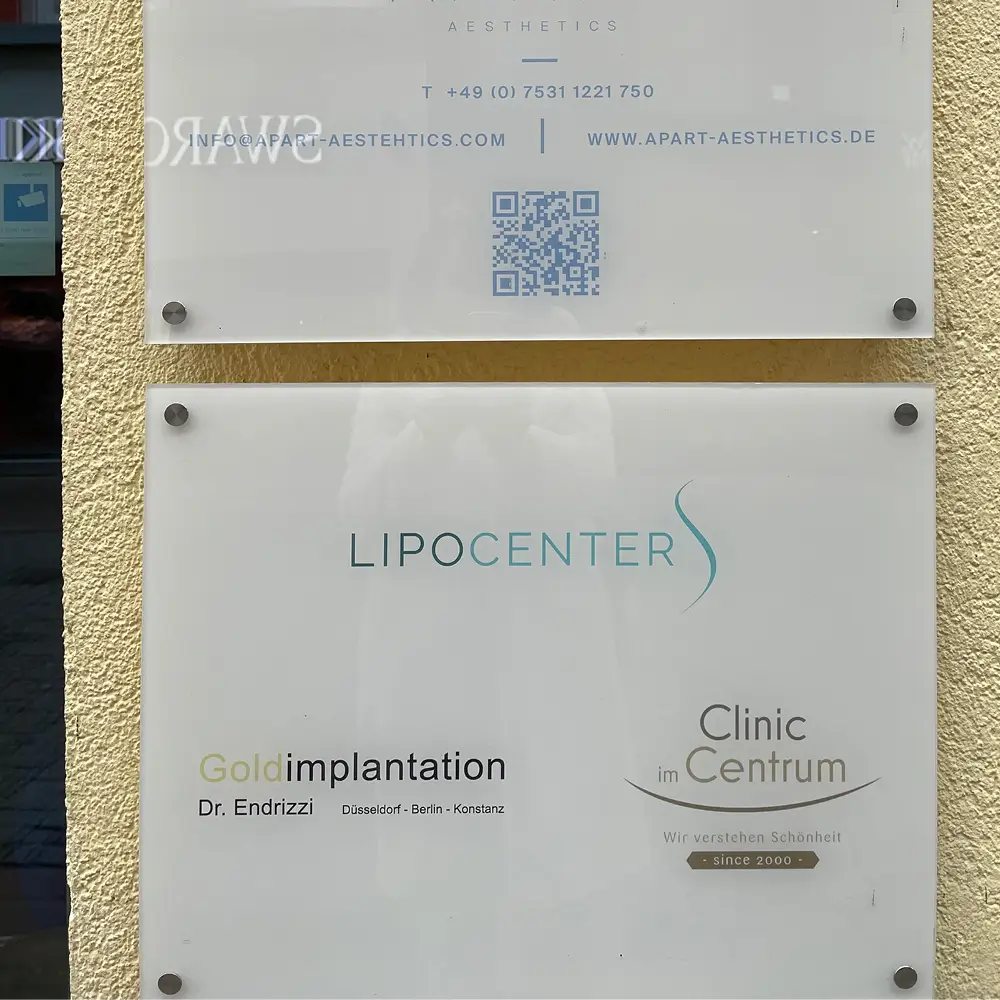 AESTHETICS
T +49 (0) 7531 1221 750
INFO@APART-AESTEHTICS.COM | WWW.APART-AESTHETICS.DE
SWARO
LIPOCENTER
Goldimplantation
Dr. Endrizzi Düsseldorf - Berlin - Konstanz
Clinic
im Centrum
Wir verstehen Schönheit
- since 2000 -